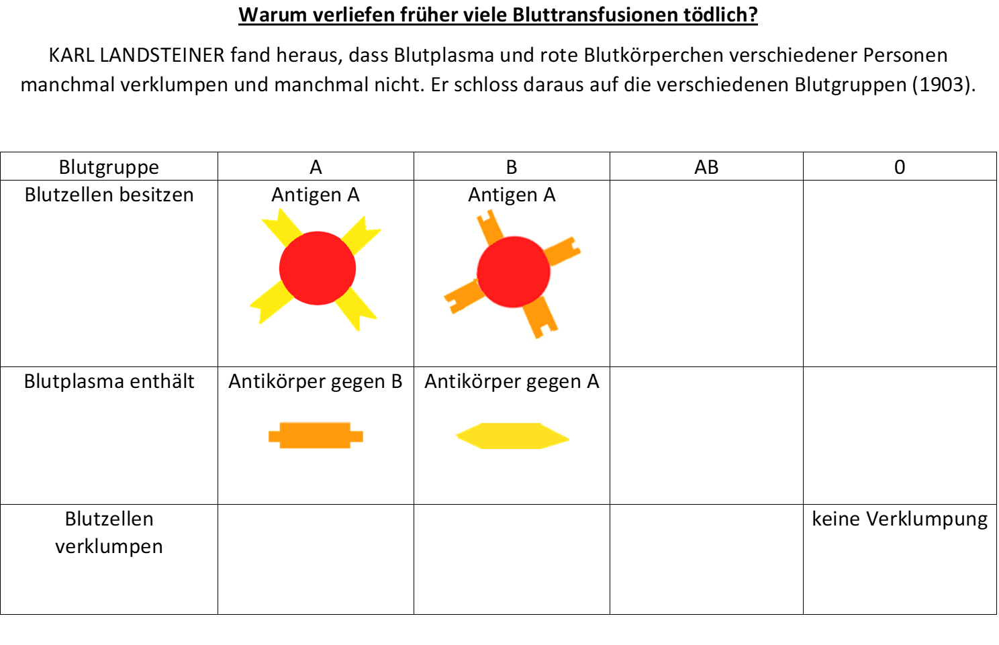 Warum verliefen früher viele Bluttransfusionen tödlich?
KARL LANDSTEINER fand heraus, dass Blutplasma und rote Blutkörperchen verschiedener Personen
manchmal verklumpen und manchmal nicht. Er schloss daraus auf die verschiedenen Blutgruppen (1903).
Blutgruppe A B AB 0
Blutzellen besitzen Antigen A Antigen A
Blutplasma enthält Antikörper gegen B Antikörper gegen A
Blutzellen keine Verklumpung
verklumpen